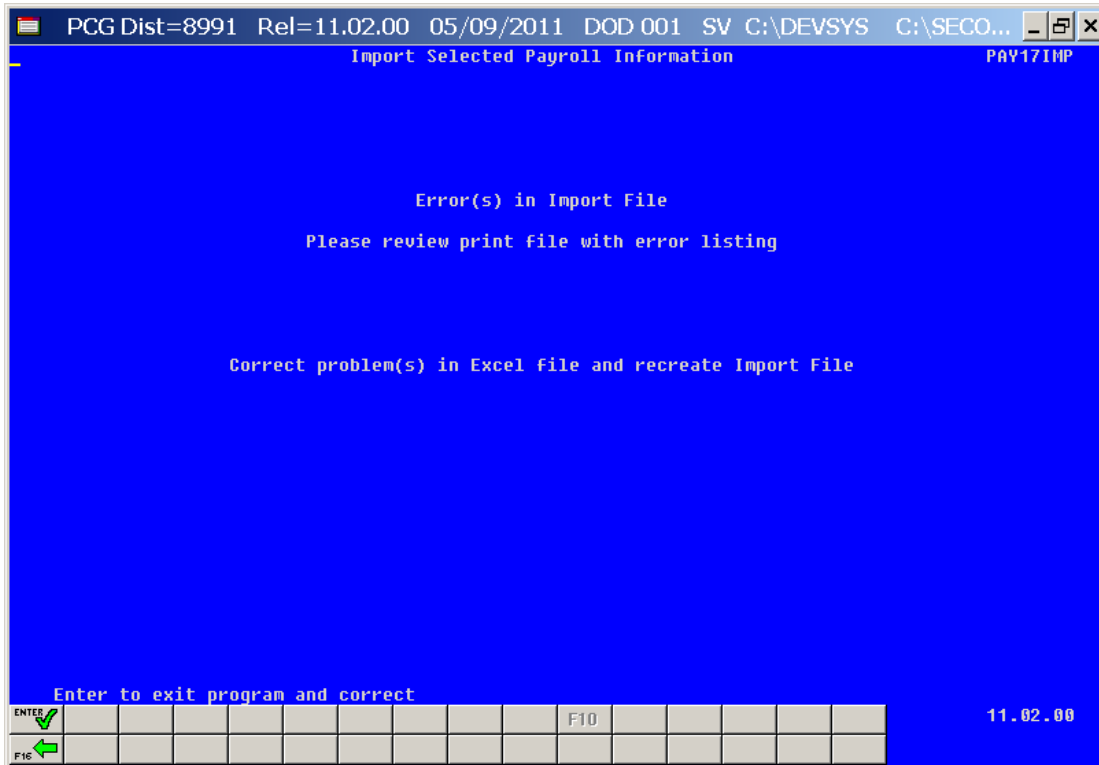 PCG Dist=8991 Rel=11.02.00 05/09/2011 DOD 001 SV C:\DEVSYS C:\SECO...
Import Selected Payroll Information PAY17IMP
Error(s) in Import File
Please review print file with error listing
Correct problem(s) in Excel file and recreate Import File
Enter to exit program and correct
ENTER F10 11.02.00
F16